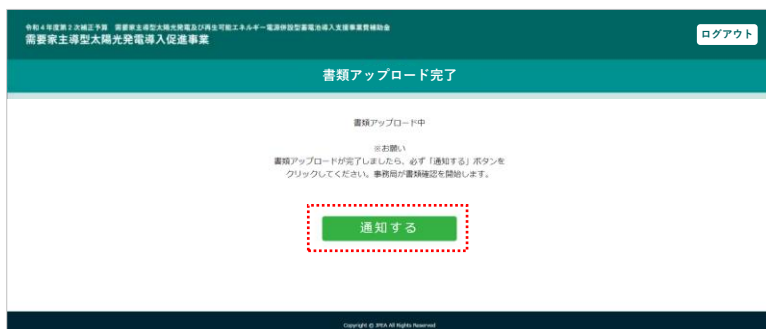 令和４年度第２次補正予算　需要家主導型太陽光発電及び再生可能エネルギー電源併設型蓄電池導入支援事業費補助金
需要家主導型太陽光発電導入促進事業
ログアウト
書類アップロード完了
書類アップロード中
※お願い
書類アップロードが完了しましたら、必ず「通知する」ボタンを
クリックしてください。事務局が書類確認を開始します。
通知する
Copyright © JPEA All Rights Reserved